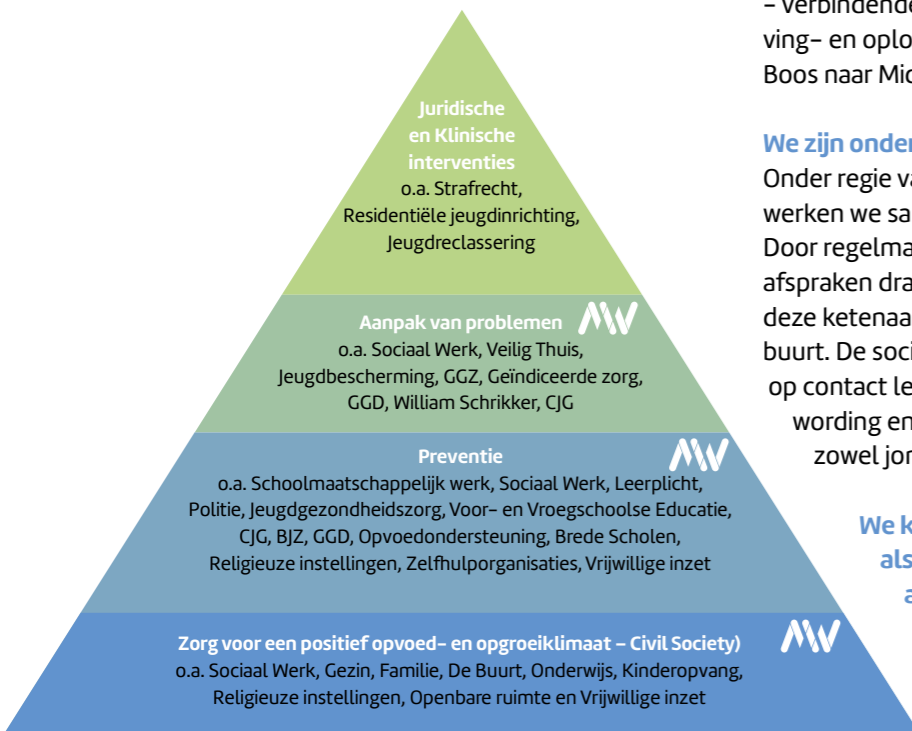 Juridische
en Klinische
interventies
o.a. Strafrecht,
Residentiële jeugdinrichting,
Jeugdreclassering
Aanpak van problemen
MW
o.a. Sociaal Werk, Veilig Thuis,
Jeugdbescherming, GGZ, Geïndiceerde zorg,
GGD, William Schrikker, CJG
Preventie
MW
o.a. Schoolmaatschappelijk werk, Sociaal Werk, Leerplicht,
Politie, Jeugdgezondheidszorg, Voor- en Vroegschoolse Educatie,
CJG, BJZ, GGD, Opvoedondersteuning, Brede Scholen,
Religieuze instellingen, Zelfhulporganisaties, Vrijwillige inzet
Zorg voor een positief opvoed- en opgroeiklimaat – Civil Society)
MW
o.a. Sociaal Werk, Gezin, Familie, De Buurt, Onderwijs, Kinderopvang,
Religieuze instellingen, Openbare ruimte en Vrijwillige inzet
– verbindende
ving- en oplo
Boos naar Mic
We zijn onder
Onder regie va
werken we sa
Door regelma
afspraken dra
deze ketenaa
buurt. De soci
op contact le
wording en
zowel jor
We k
als
a